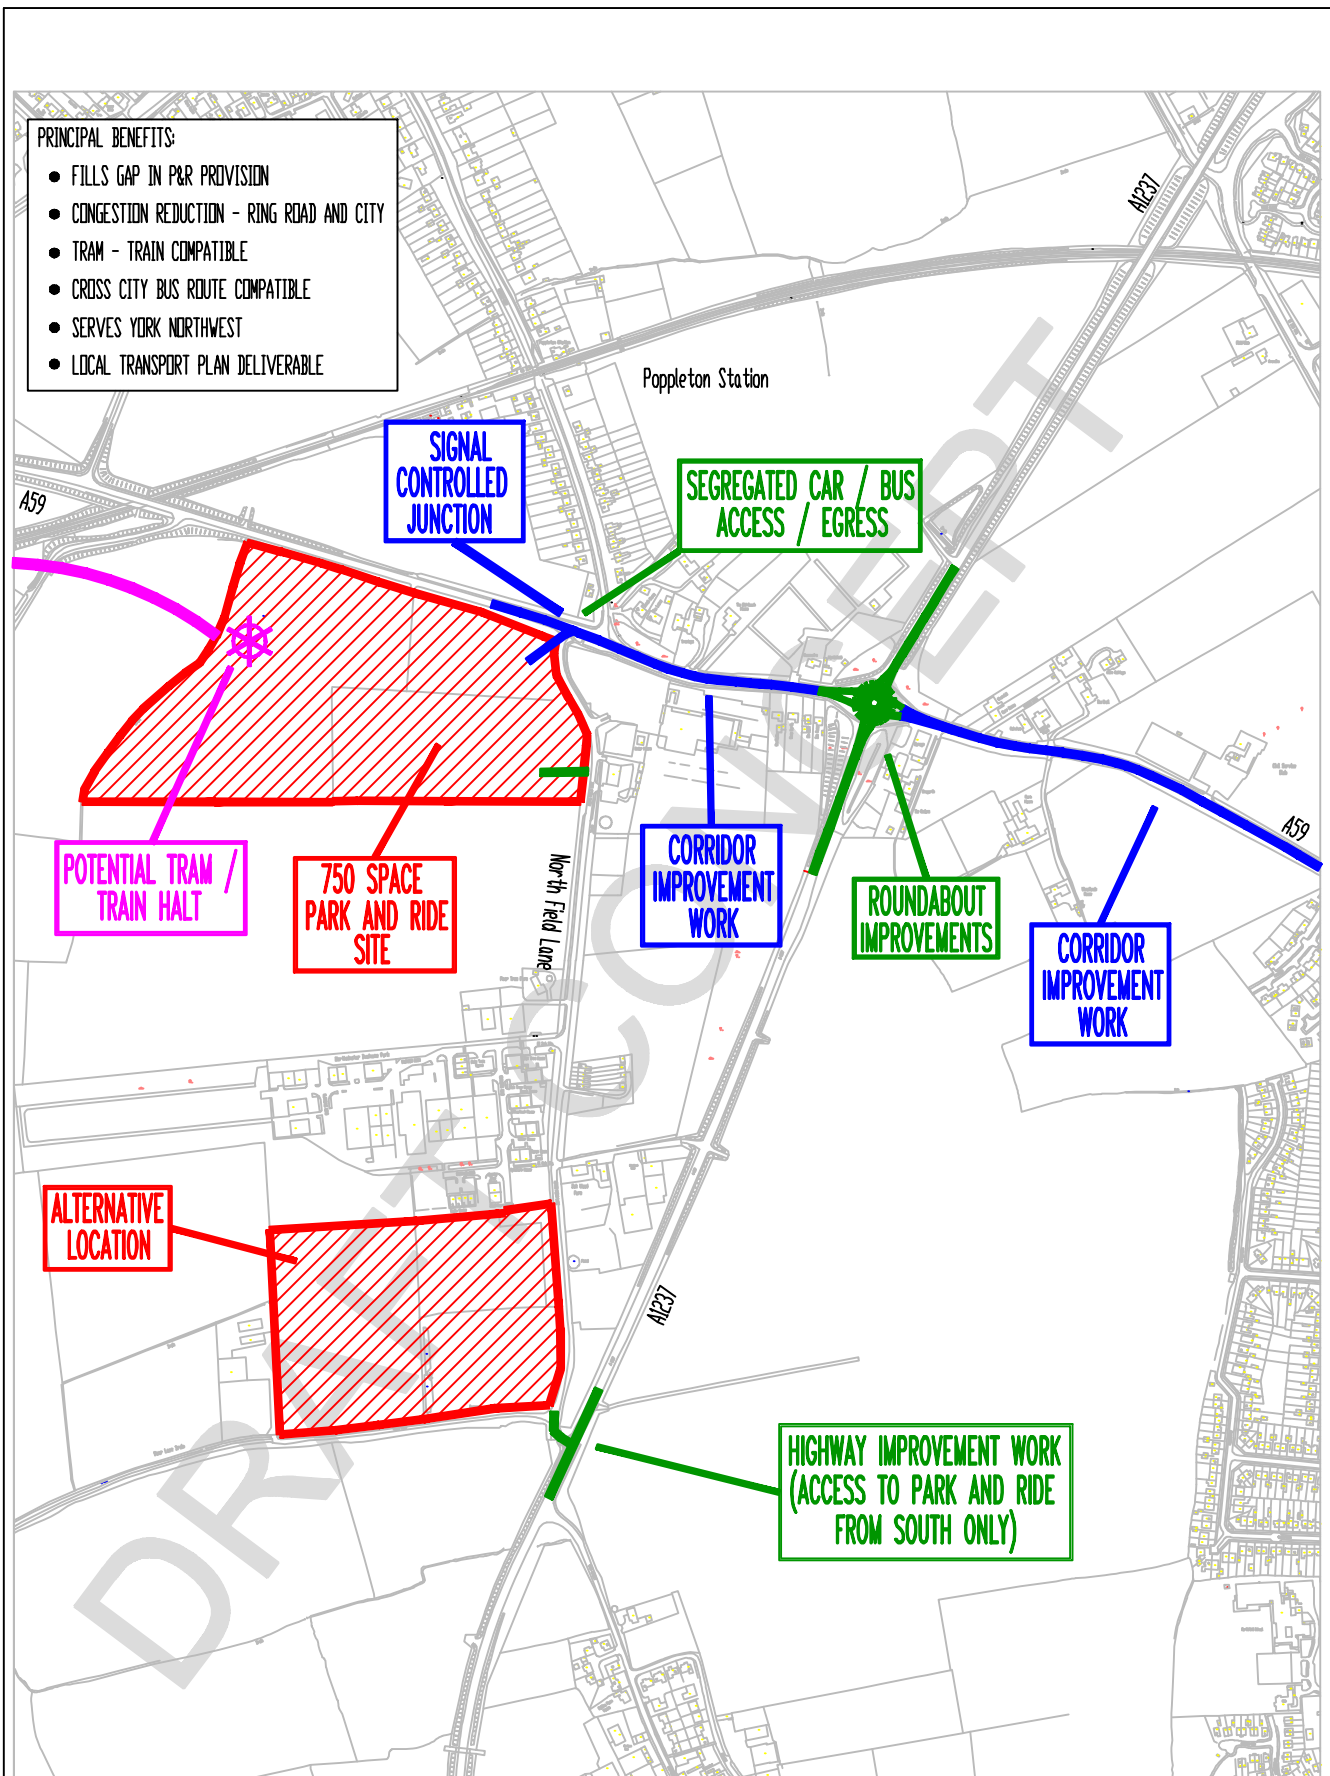 PRINCIPAL BENEFITS:
● FILLS GAP IN P&R PROVISION
● CONGESTION REDUCTION - RING ROAD AND CITY
● TRAM - TRAIN COMPATIBLE
● CROSS CITY BUS ROUTE COMPATIBLE
● SERVES YORK NORTHWEST
● LOCAL TRANSPORT PLAN DELIVERABLE
A1237
Poppleton Station
A59
SIGNAL
CONTROLLED
JUNCTION
SEGREGATED CAR / BUS
ACCESS / EGRESS
POTENTIAL TRAM /
TRAIN HALT
750 SPACE
PARK AND RIDE
SITE
North Field Lane
CORRIDOR
IMPROVEMENT
WORK
ROUNDABOUT
IMPROVEMENTS
A59
CORRIDOR
IMPROVEMENT
WORK
ALTERNATIVE
LOCATION
A1237
HIGHWAY IMPROVEMENT WORK
(ACCESS TO PARK AND RIDE
FROM SOUTH ONLY)
DRAFT CONCEPT